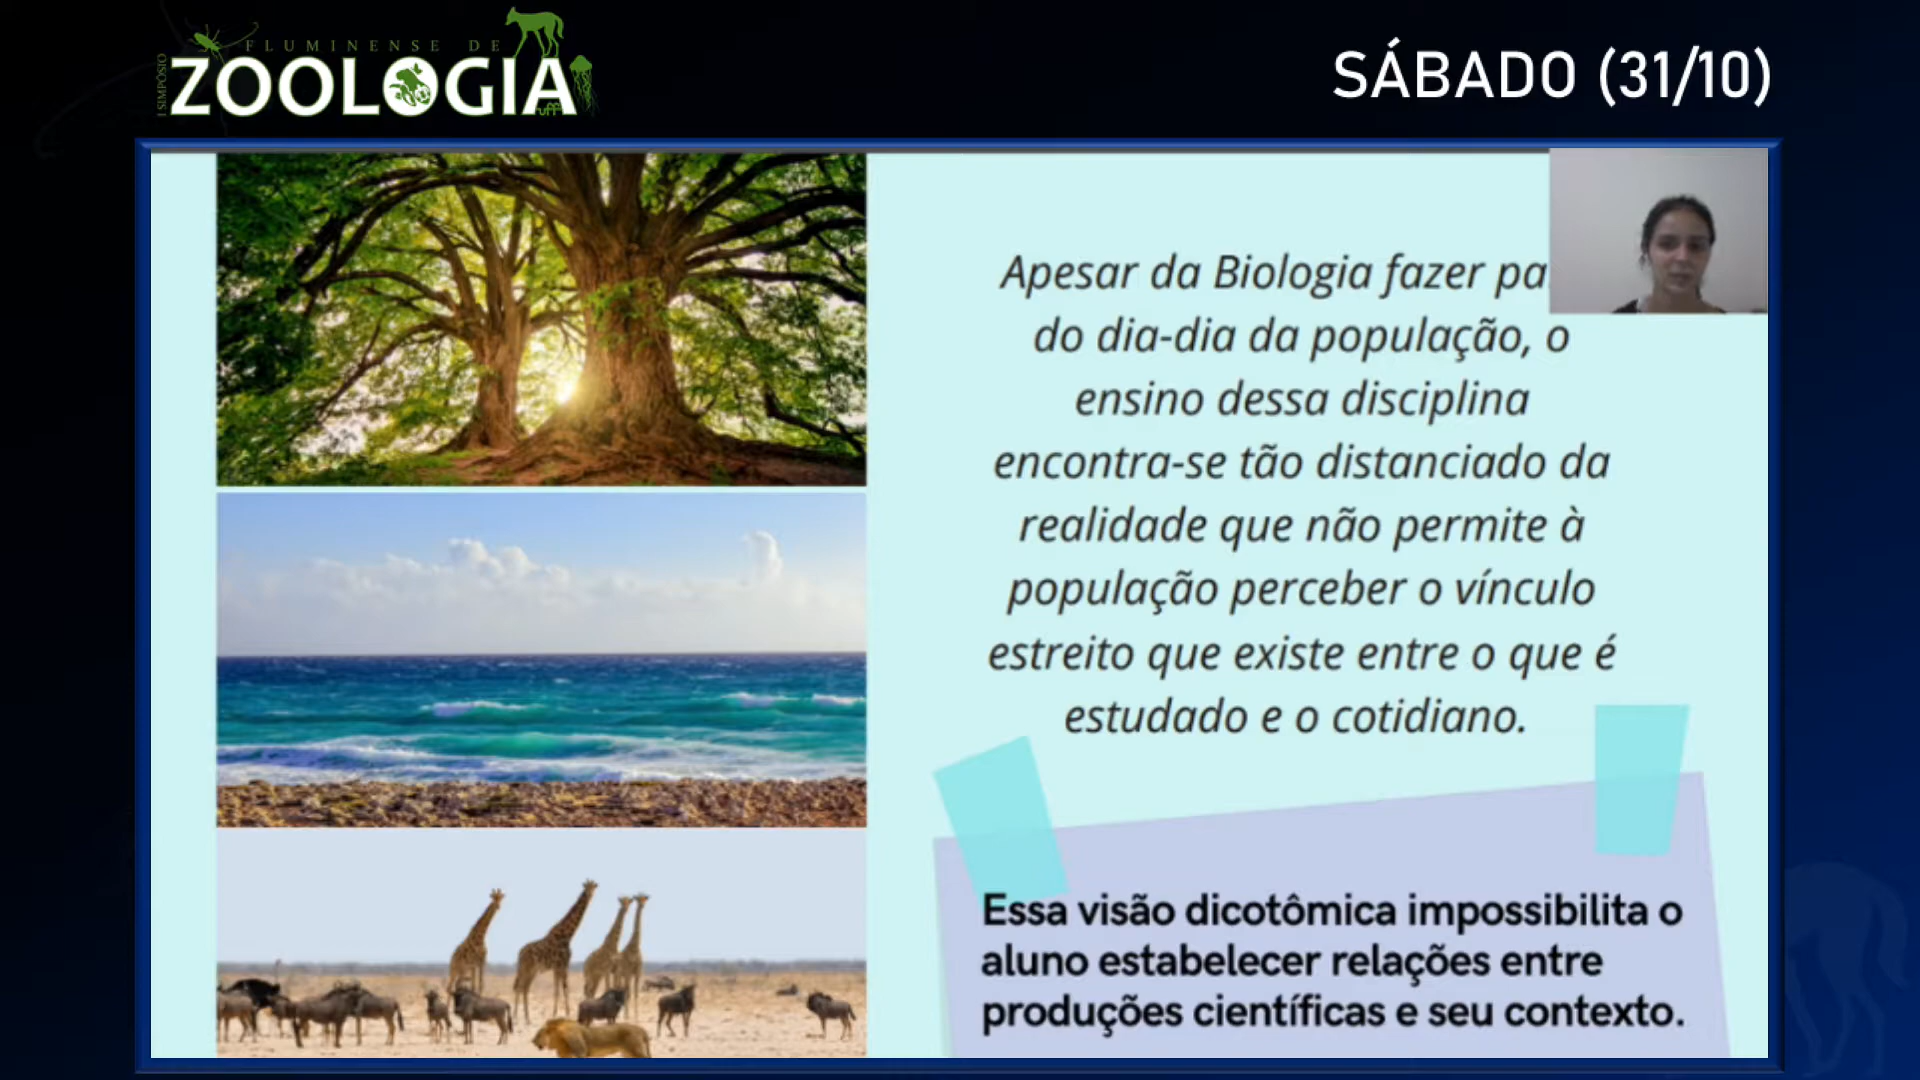 I SIMPÓSIO
FLUMINENSE DE
ZOOLOGIA
uff
SÁBADO (31/10)
Apesar da Biologia fazer
do dia-dia da população, o
ensino dessa disciplina
encontra-se tão distanciado da
realidade que não permite à
população perceber o vínculo
estreito que existe entre o que é
estudado e o cotidiano.
Essa visão dicotômica impossibilita o
aluno estabelecer relações entre
produções científicas e seu contexto.